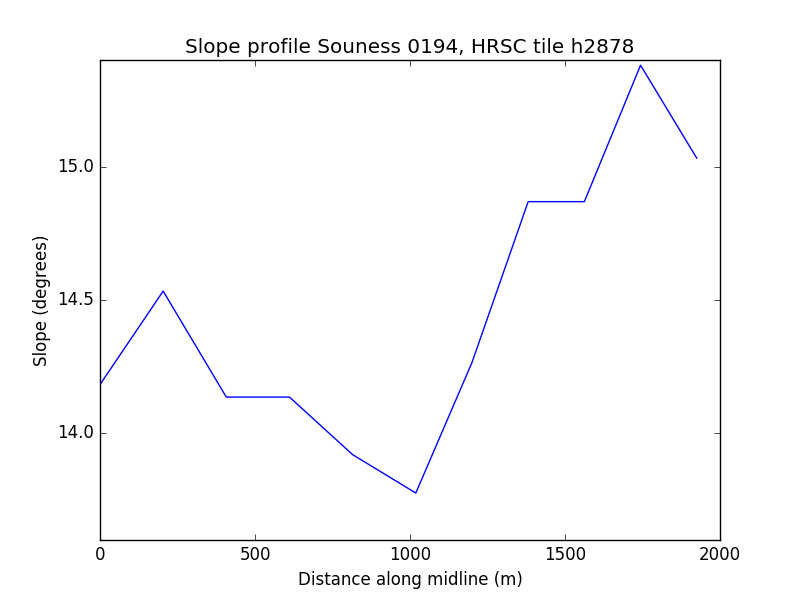 Slope profile Souness 0194, HRSC tile h2878
15.0
14.5
14.0
Slope (degrees)
0 500 1000 1500 2000
Distance along midline (m)